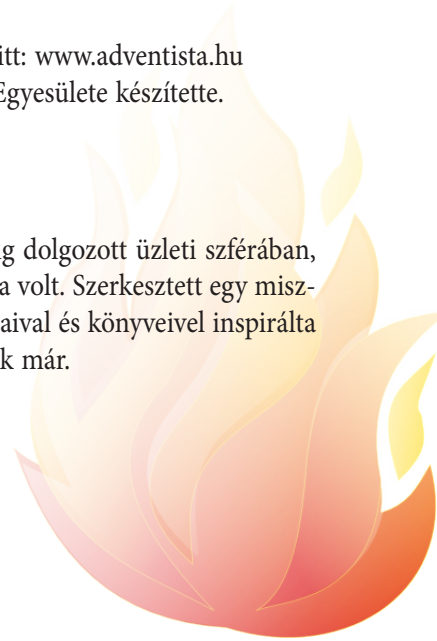 itt: www.adventista.hu
Egyesülete készítette.
g dolgozott üzleti szférában,
a volt. Szerkesztett egy misz-
aival és könyveivel inspirálta
k már.